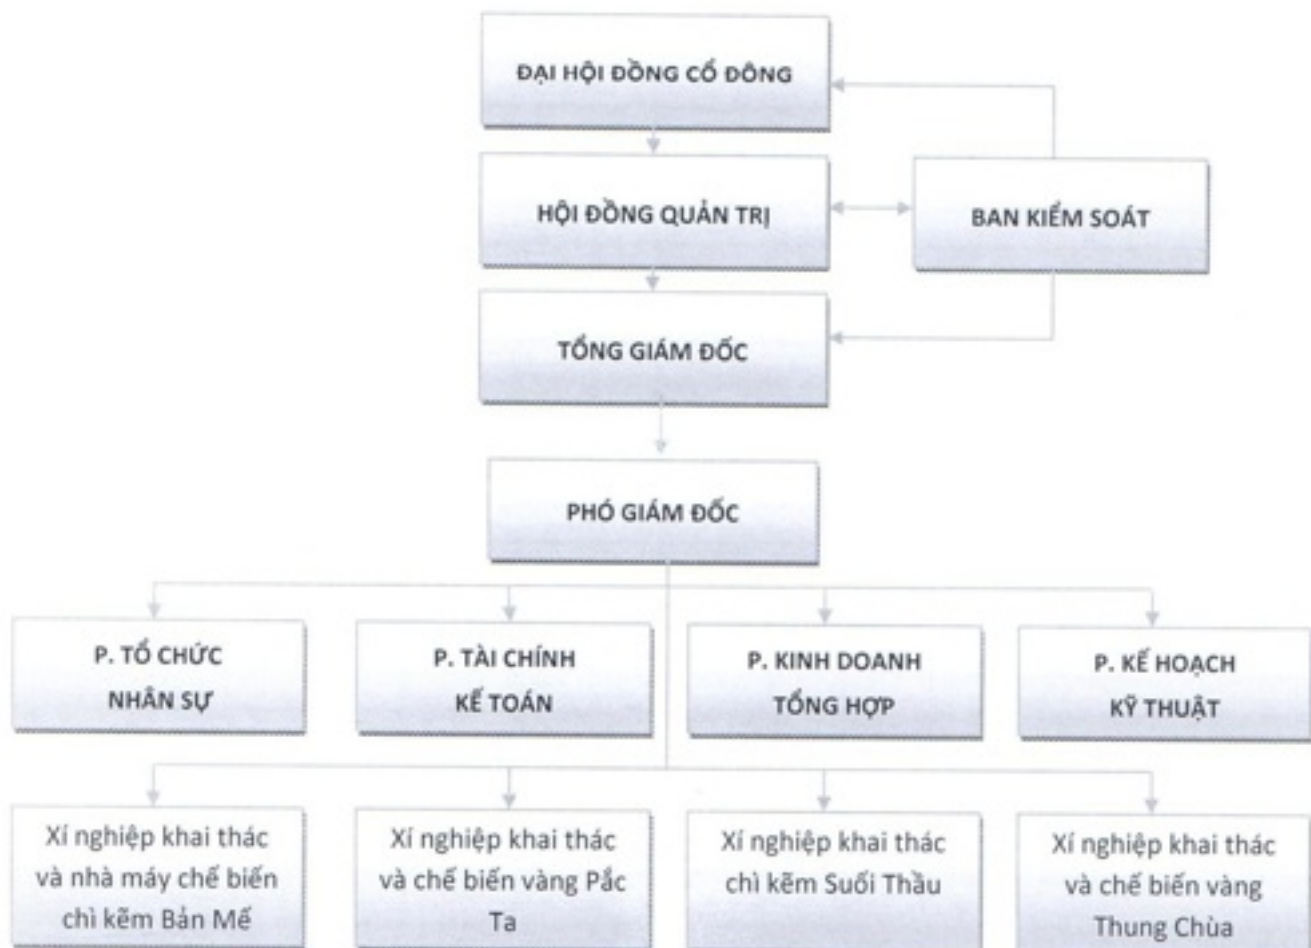 ĐẠI HỘI ĐỒNG CỔ ĐÔNG
HỘI ĐỒNG QUẢN TRỊ
BAN KIỂM SOÁT
TỔNG GIÁM ĐỐC
PHÓ GIÁM ĐỐC
P. TỔ CHỨC
NHÂN SỰ
P. TÀI CHÍNH
KẾ TOÁN
P. KINH DOANH
TỔNG HỢP
P. KẾ HOẠCH
KỸ THUẬT
Xí nghiệp khai thác
và nhà máy chế biến
chì kẽm Bản Mế
Xí nghiệp khai thác
và chế biến vàng Pắc
Ta
Xí nghiệp khai thác
chì kẽm Suối Thầu
Xí nghiệp khai thác
và chế biến vàng
Thung Chùa